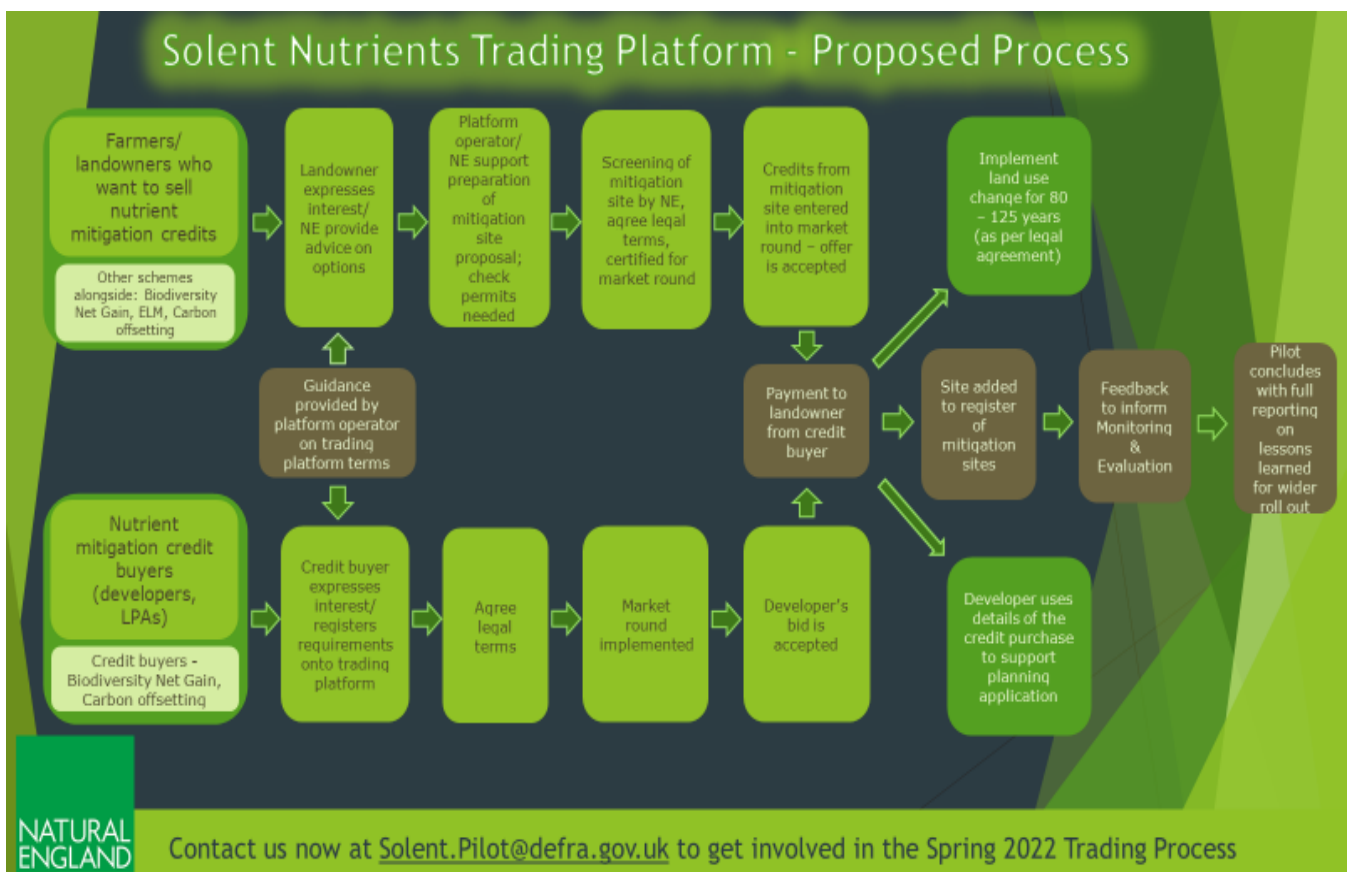 Solent Nutrients Trading Platform - Proposed Process
Farmers/
landowners who
want to sell
nutrient
mitigation credits
Other schemes
alongside: Biodiversity
Net Gain, ELM, Carbon
offsetting
Landowner
expresses
interest/
NE provide
advice on
options
Platform
operator/
NE support
preparation
of
mitigation
site
proposal;
check
permits
needed
Screening of
mitigation
site by NE,
agree legal
terms,
certified for
market round
Credits from
mitigation
site entered
into market
round – offer
is accepted
Implement
land use
change for 80
– 125 years
(as per legal
agreement)
Guidance
provided by
platform operator
on trading
platform terms
Payment to
landowner
from credit
buyer
Site added
to register
of
mitigation
sites
Feedback
to inform
Monitoring
&
Evaluation
Pilot
concludes
with full
reporting
on
lessons
learned
for wider
roll out
Nutrient
mitigation credit
buyers
(developers,
LPAs)
Credit buyers -
Biodiversity Net Gain,
Carbon offsetting
Credit buyer
expresses
interest/
registers
requirements
onto trading
platform
Agree
legal
terms
Market
round
implemented
Developer's
bid is
accepted
Developer uses
details of the
credit purchase
to support
planning
application
NATURAL
ENGLAND
Contact us now at Solent.Pilot@defra.gov.uk to get involved in the Spring 2022 Trading Process